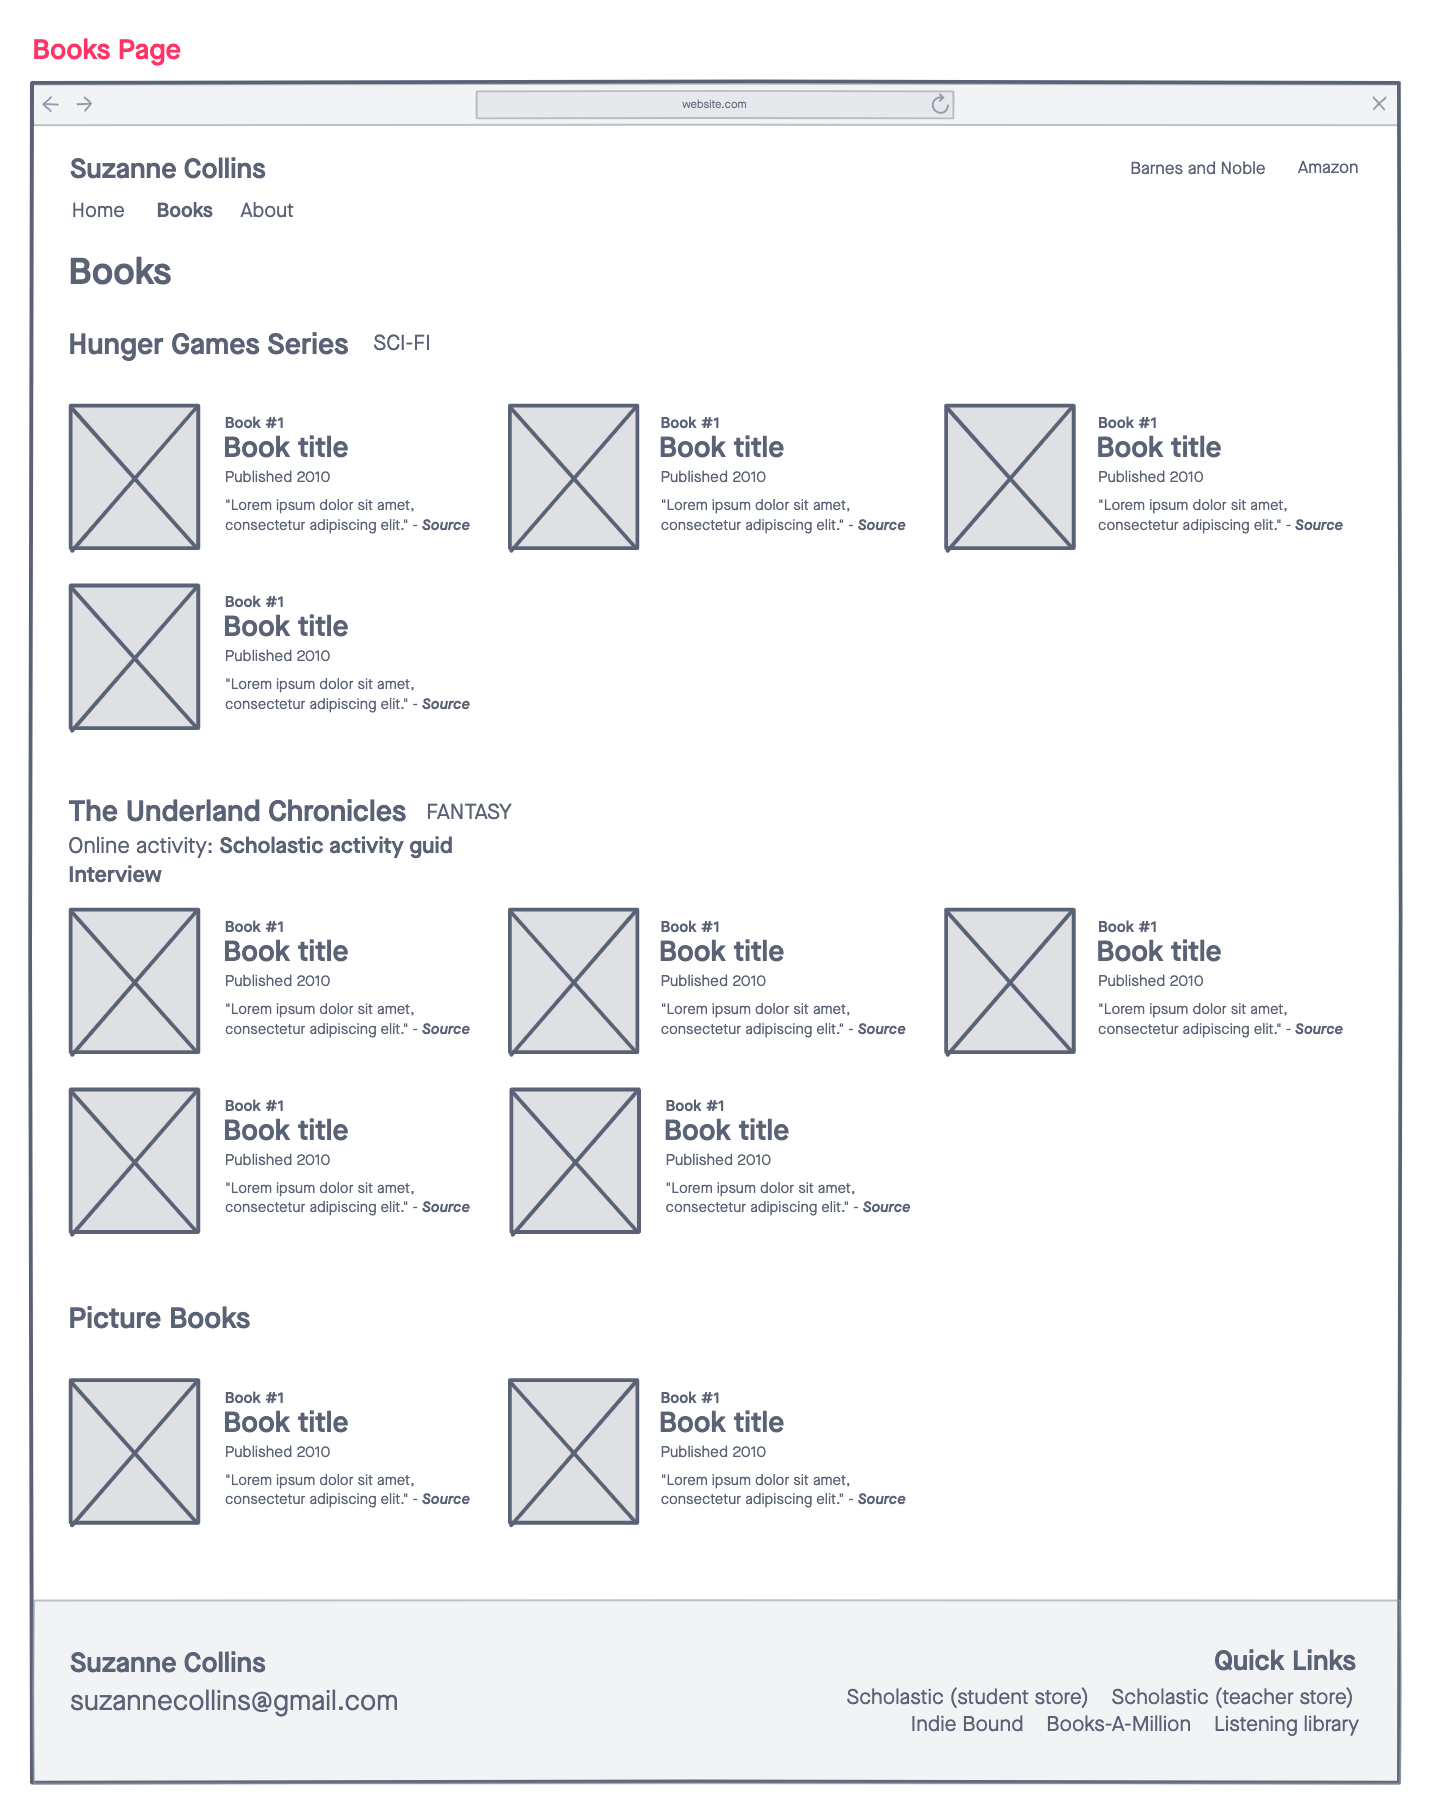 Books Page
website.com
Suzanne Collins
Barnes and Noble Amazon
Home Books About
Books
Hunger Games Series SCI-FI
Book #1
Book title
Published 2010
"Lorem ipsum dolor sit amet,
consectetur adipiscing elit." - Source
Book #1
Book title
Published 2010
"Lorem ipsum dolor sit amet,
consectetur adipiscing elit." - Source
Book #1
Book title
Published 2010
"Lorem ipsum dolor sit amet,
consectetur adipiscing elit." - Source
Book #1
Book title
Published 2010
"Lorem ipsum dolor sit amet,
consectetur adipiscing elit." - Source
The Underland Chronicles FANTASY
Online activity: Scholastic activity guid
Interview
Book #1
Book title
Published 2010
"Lorem ipsum dolor sit amet,
consectetur adipiscing elit." - Source
Book #1
Book title
Published 2010
"Lorem ipsum dolor sit amet,
consectetur adipiscing elit." - Source
Book #1
Book title
Published 2010
"Lorem ipsum dolor sit amet,
consectetur adipiscing elit." - Source
Book #1
Book title
Published 2010
"Lorem ipsum dolor sit amet,
consectetur adipiscing elit." - Source
Book #1
Book title
Published 2010
"Lorem ipsum dolor sit amet,
consectetur adipiscing elit." - Source
Picture Books
Book #1
Book title
Published 2010
"Lorem ipsum dolor sit amet,
consectetur adipiscing elit." - Source
Book #1
Book title
Published 2010
"Lorem ipsum dolor sit amet,
consectetur adipiscing elit." - Source
Suzanne Collins
suzannecollins@gmail.com
Quick Links
Scholastic (student store) Scholastic (teacher store)
Indie Bound Books-A-Million Listening library